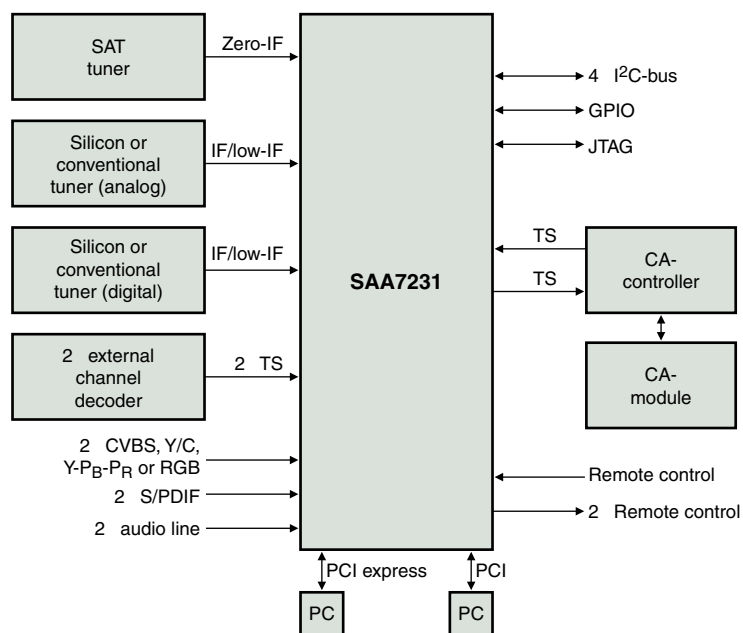 SAT
tuner
Zero-IF
Silicon or
conventional
tuner (analog)
IF/low-IF
Silicon or
conventional
tuner (digital)
IF/low-IF
2 external
channel
decoder
2 TS
2 CVBS, Y/C,
Y-PB-PR or RGB
2 S/PDIF
2 audio line
SAA7231
4 I2C-bus
GPIO
JTAG
TS
TS
CA-
controller
CA-
module
Remote control
2 Remote control
PCI express
PCI
PC
PC